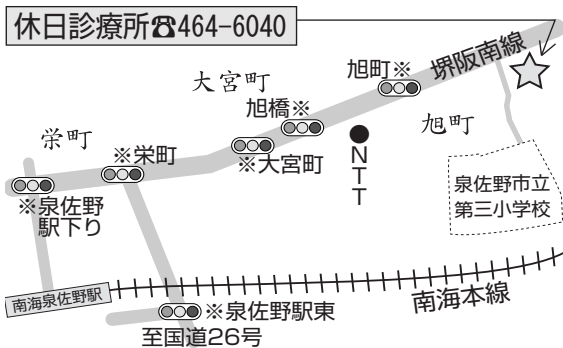 休日診療所☎464-6040
堺阪南線
旭町※
大宮町
旭橋※
旭町
栄町
※栄町
※大宮町
NTT
泉佐野市立
第三小学校
※泉佐野
駅下り
南海泉佐野駅
南海本線
※泉佐野駅東
至国道26号